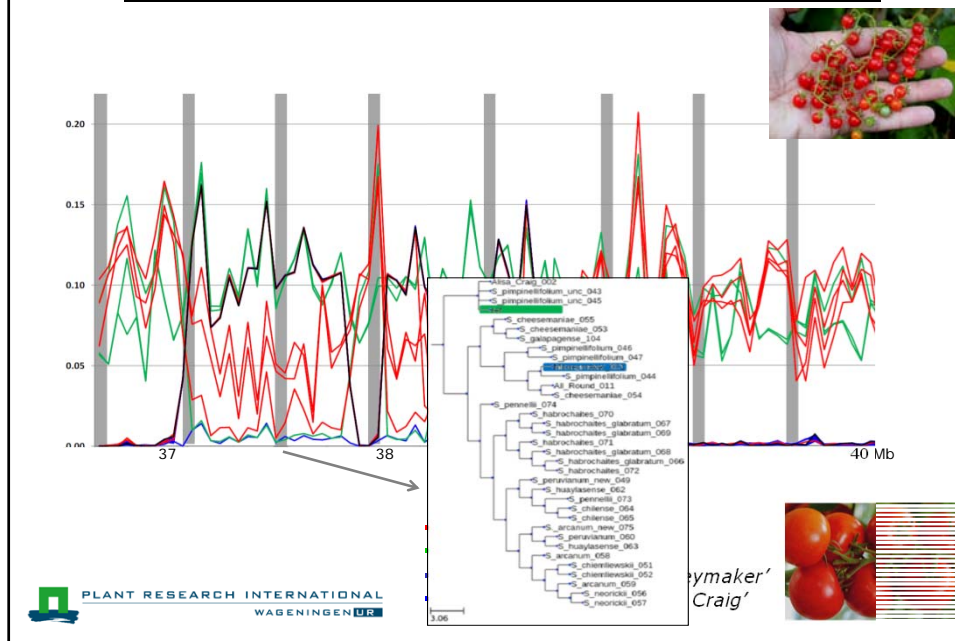 0.20
0.15
0.10
0.05
0.00
37
38
40 Mb
Alisa_Craig_002
S_pimpinellifolium_unc_043
S_pimpinellifolium_unc_045
S_cheesemaniae_055
S_cheesemaniae_053
S_galapagense_104
S_pimpinellifolium_046
S_pimpinellifolium_047
S_pimpinellifolium_044
All_Round_011
S_cheesemaniae_054
S_pennellii_074
S_habrochaites_070
S_habrochaites_glabratum_067
S_habrochaites_glabratum_069
S_habrochaites_071
S_habrochaites_glabratum_068
S_habrochaites_glabratum_066
S_habrochaites_072
S_peruvianum_new_049
S_huaylasense_062
S_pennellii_073
S_chilense_064
S_chilense_065
S_arcanum_new_075
S_peruvianum_060
S_huaylasense_063
S_arcanum_058
S_chiemliewskii_051
S_chiemliewskii_052
S_arcanum_059
S_neorickii_056
S_neorickii_057
3.06
eymaker'
Craig'
PLANT RESEARCH INTERNATIONAL
WAGENINGEN UR